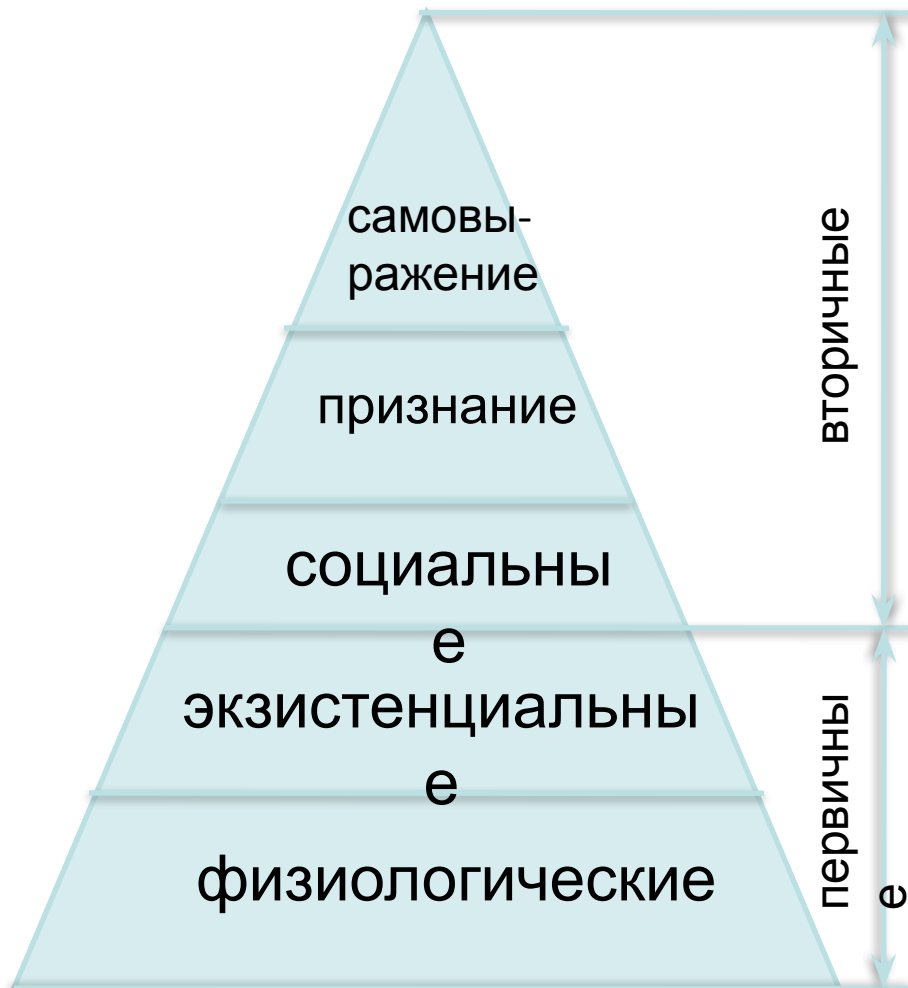 самовы-
ражение
признание
социальны
е
экзистенциальны
е
физиологические
вторичные
первичны
е